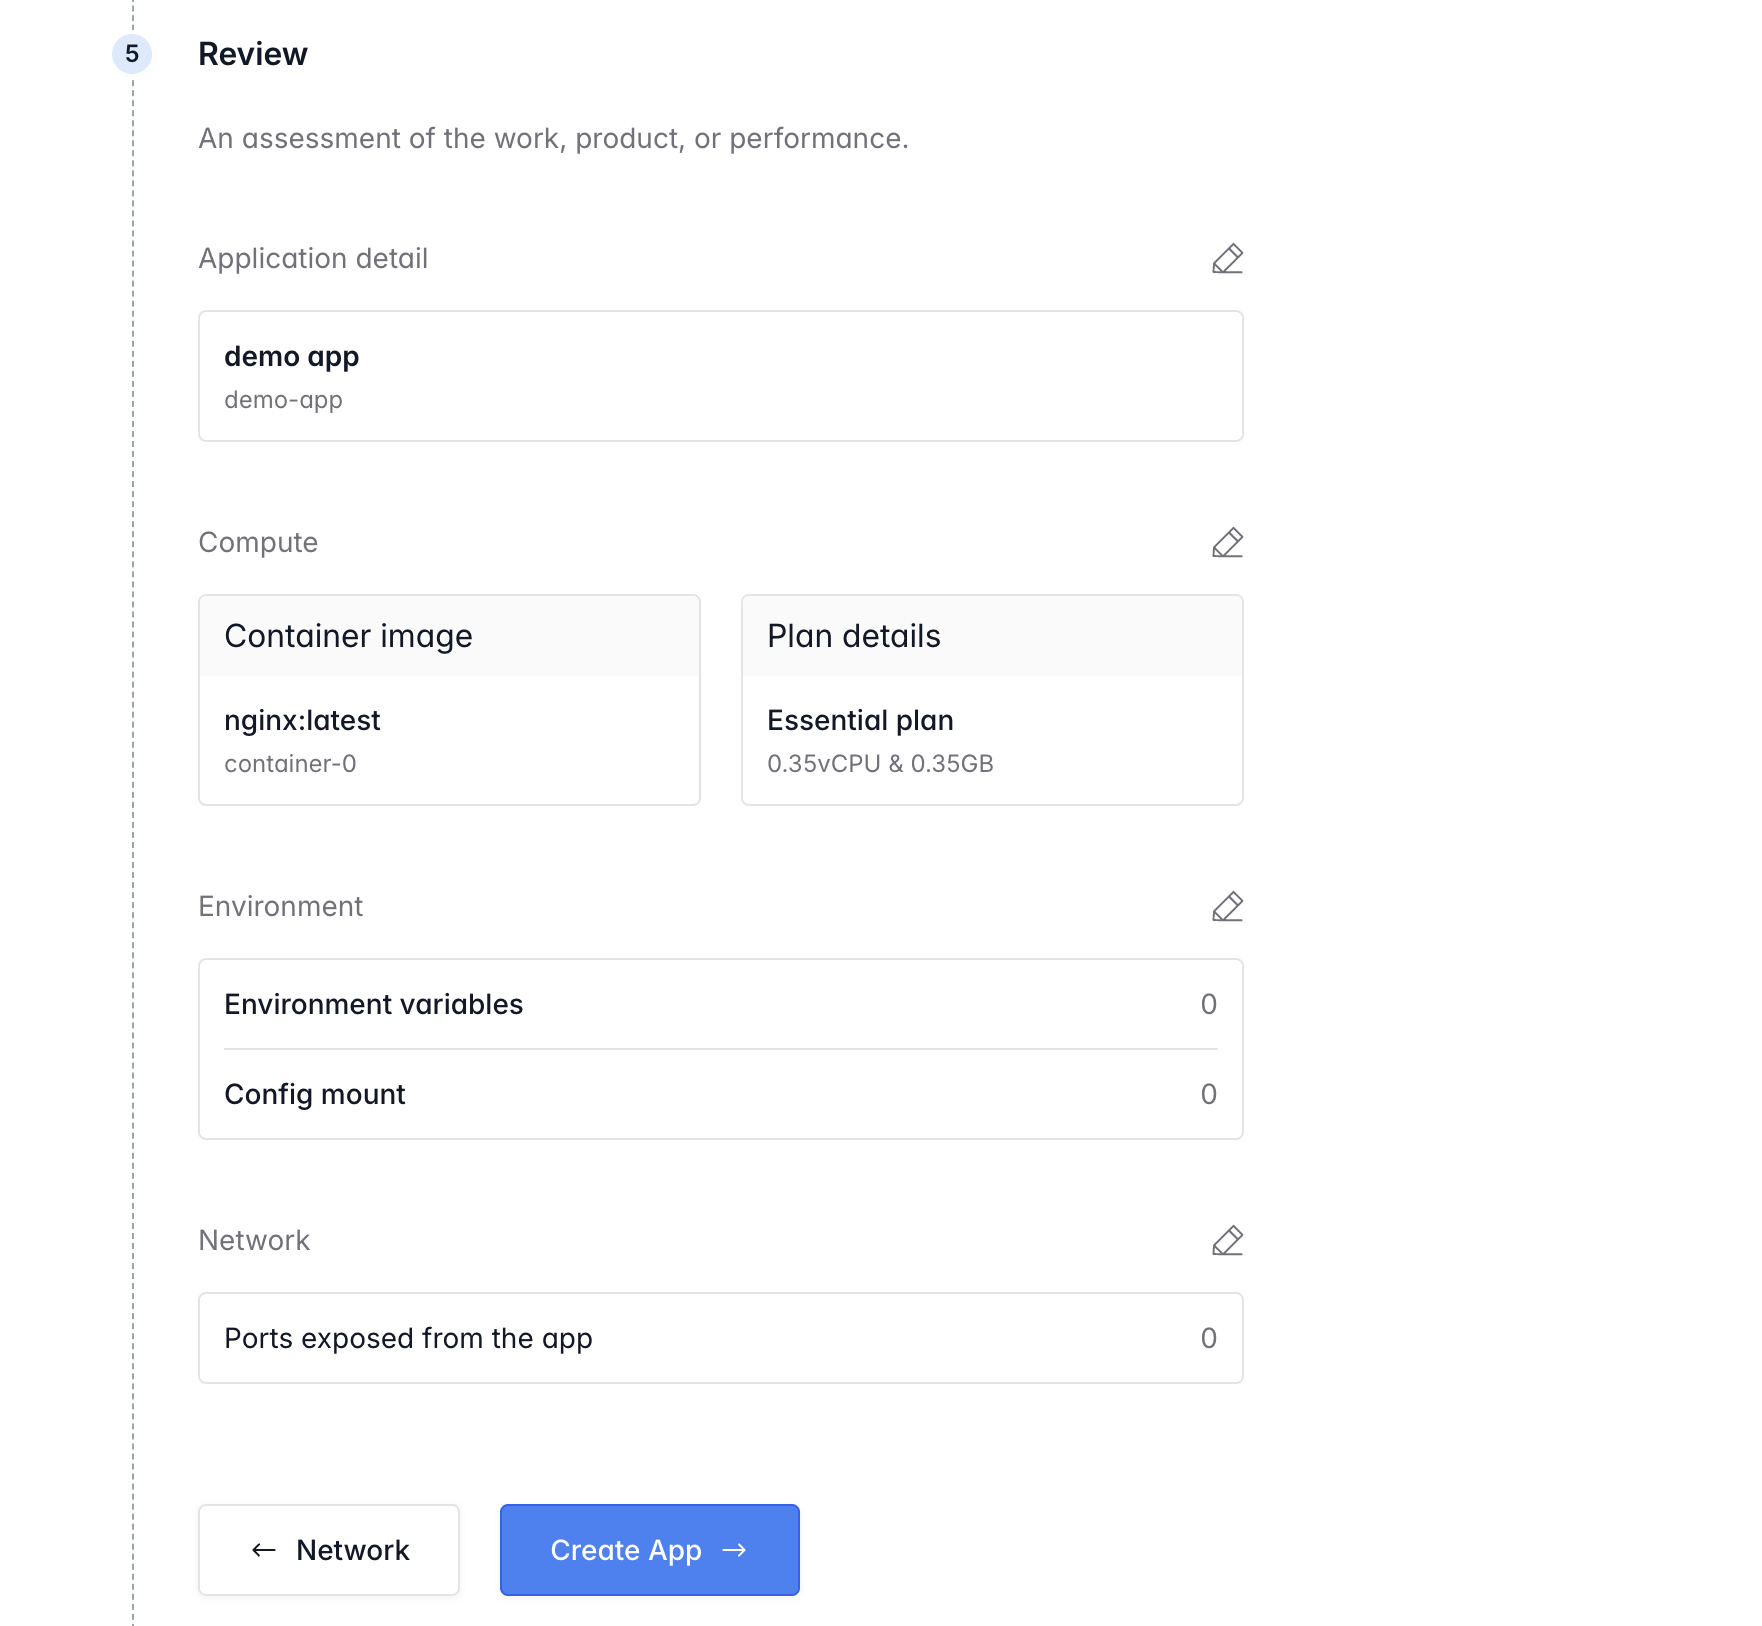 5
Review
An assessment of the work, product, or performance.
Application detail
demo app
demo-app
Compute
Container image
nginx:latest
container-0
Plan details
Essential plan
0.35vCPU & 0.35GB
Environment
Environment variables 0
Config mount 0
Network
Ports exposed from the app 0
← Network
Create App →